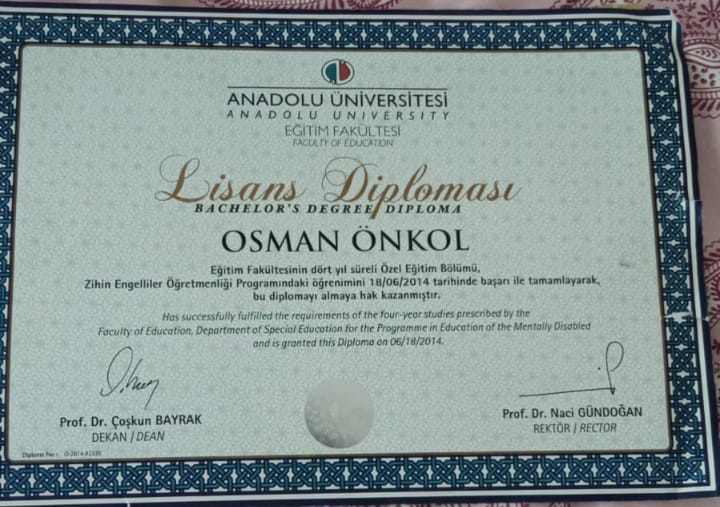 ANADOLU ÜNİVERSİTESİ
ANADOLU UNIVERSITY
EĞİTİM FAKÜLTESİ
FACULTY OF EDUCATION
Lisans Diploması
BACHELOR'S DEGREE DIPLOMA
OSMAN ÖNKOL
Eğitim Fakültesinin dört yıl süreli Özel Eğitim Bölümü,
Zihin Engelliler Öğretmenliği Programındaki öğrenimini 18/06/2014 tarihinde başarı ile tamamlayarak,
bu diplomayı almaya hak kazanmıştır.
Has successfully fulfilled the requirements of the four-year studies prescribed by the
Faculty of Education, Department of Special Education for the Programme in Education of the Mentally Disabled
and is granted this Diploma on 06/18/2014.
Prof. Dr. Çoşkun BAYRAK
DEKAN / DEAN
Prof. Dr. Naci GÜNDOĞAN
REKTÖR / RECTOR
Diploma No :